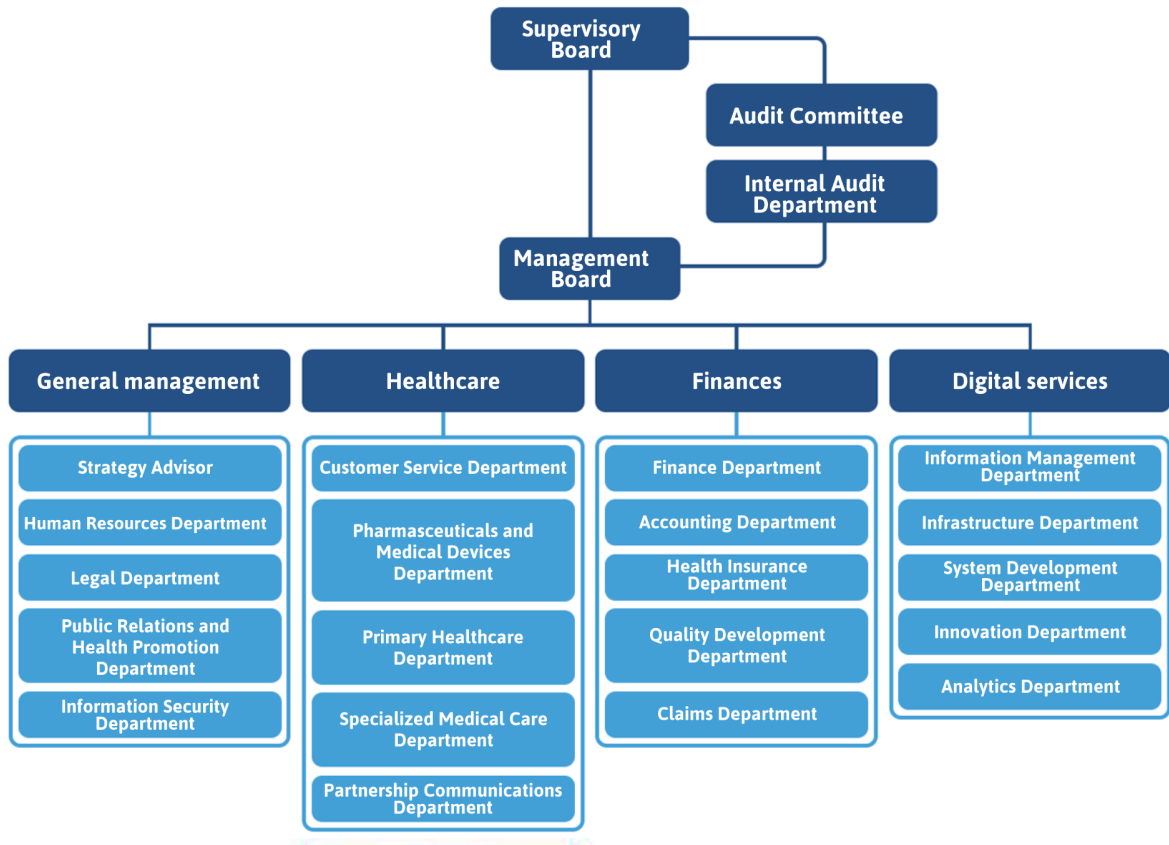 Supervisory
Board
Audit Committee
Internal Audit
Department
Management
Board
General management
Healthcare
Finances
Digital services
Strategy Advisor
Human Resources Department
Legal Department
Public Relations and
Health Promotion
Department
Information Security
Department
Customer Service Department
Pharmasceuticals and
Medical Devices
Department
Primary Healthcare
Department
Specialized Medical Care
Department
Partnership Communications
Department
Finance Department
Accounting Department
Health Insurance
Department
Quality Development
Department
Claims Department
Information Management
Department
Infrastructure Department
System Development
Department
Innovation Department
Analytics Department